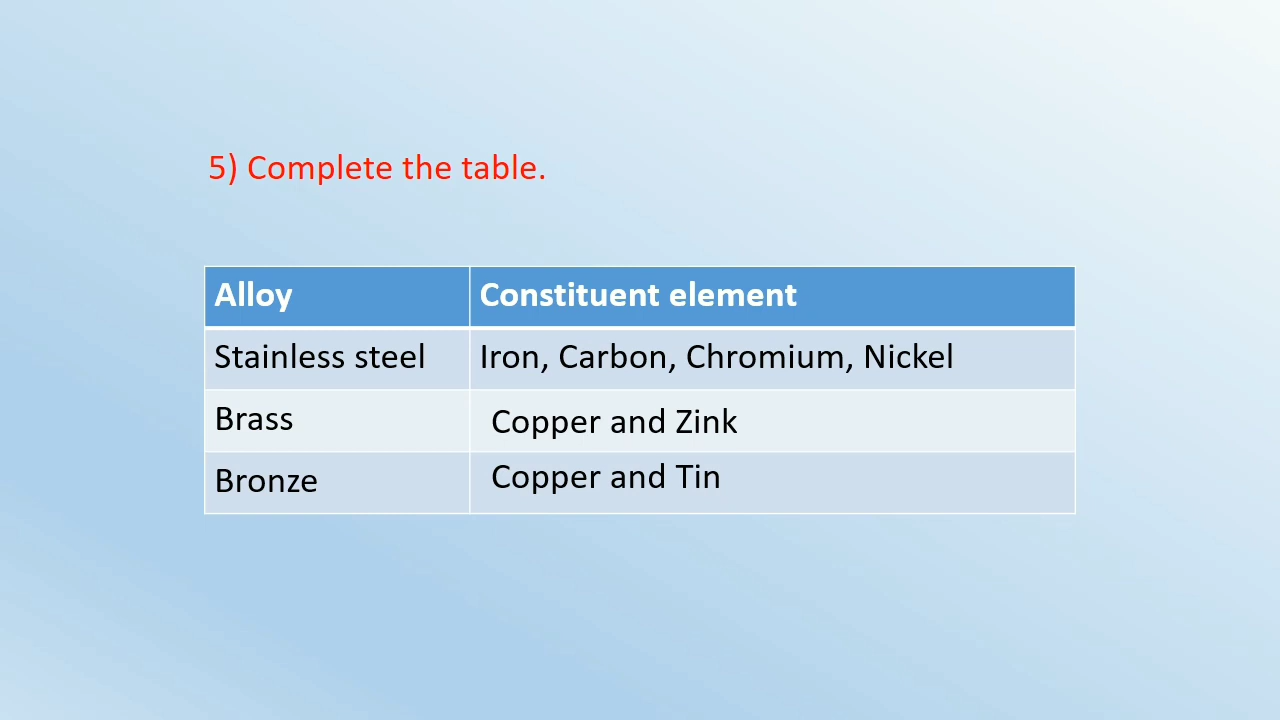 5) Complete the table.
Alloy Constituent element
Stainless steel Iron, Carbon, Chromium, Nickel
Brass Copper and Zink
Bronze Copper and Tin